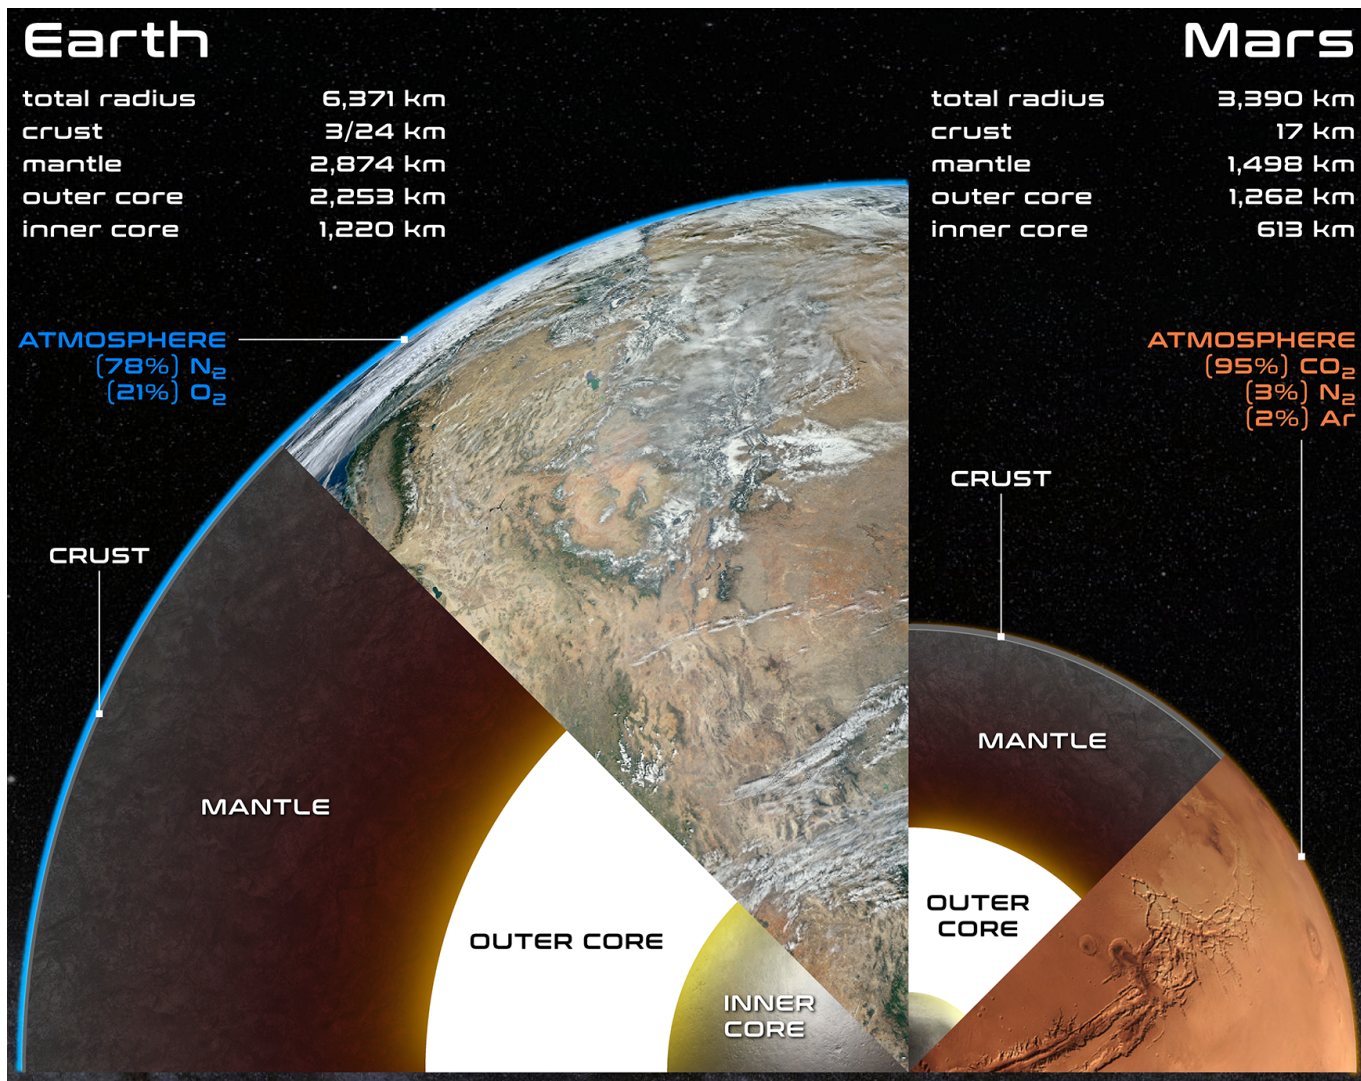 Earth
total radius 6,371 km
crust 3/24 km
mantle 2,874 km
outer core 2,253 km
inner core 1,220 km
Mars
total radius 3,390 km
crust 17 km
mantle 1,498 km
outer core 1,262 km
inner core 613 km
ATMOSPHERE
(78%) N₂
(21%) O₂
ATMOSPHERE
(95%) CO₂
(3%) N₂
(2%) Ar
CRUST
CRUST
MANTLE
MANTLE
OUTER CORE
OUTER
CORE
INNER
CORE